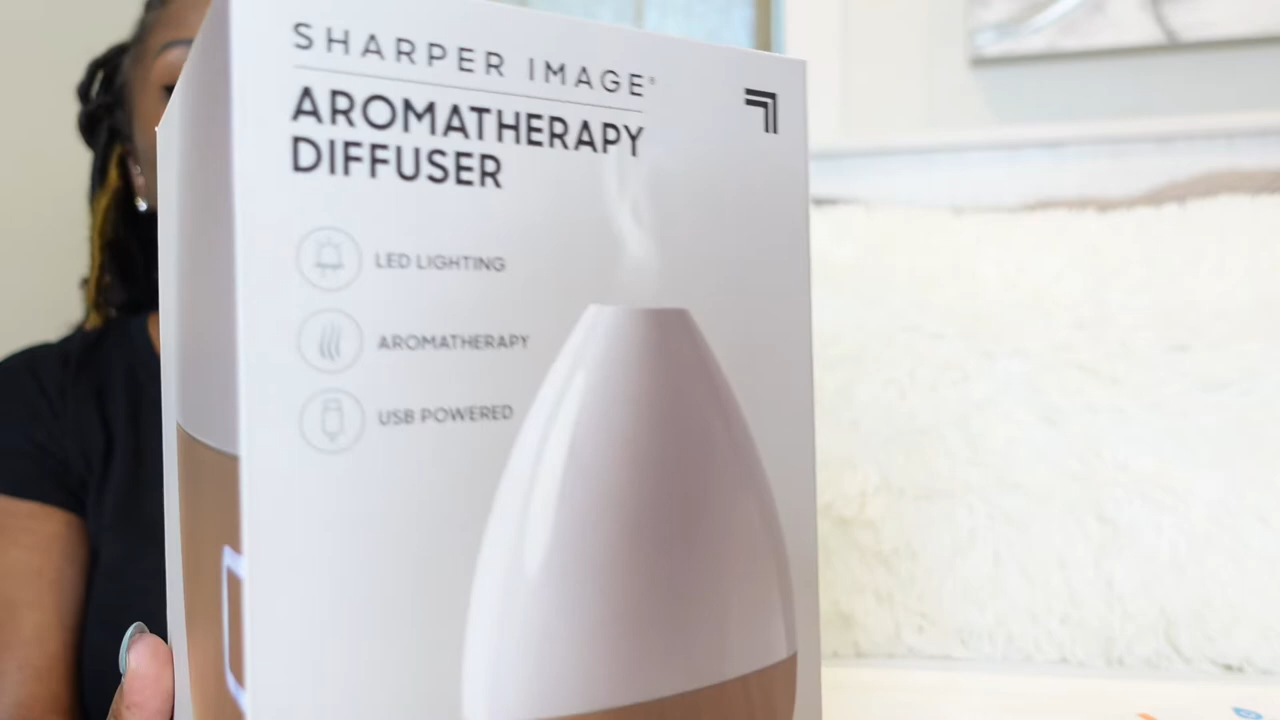 SHARPER IMAGE®
AROMATHERAPY
DIFFUSER
LED LIGHTING
AROMATHERAPY
USB POWERED